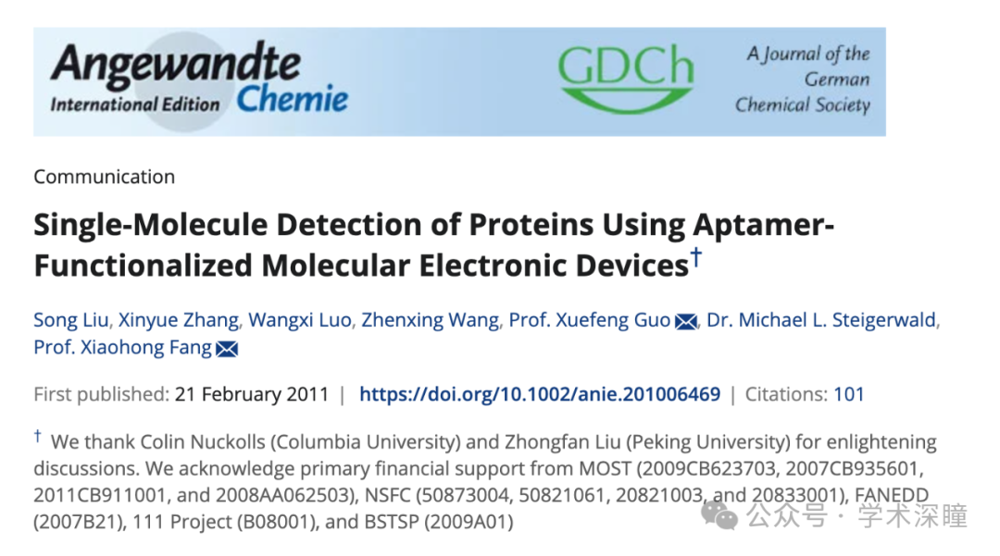 Angewandte
International Edition Chemie
GDCh
A Journal of the
German
Chemical Society
Communication
Single-Molecule Detection of Proteins Using Aptamer-
Functionalized Molecular Electronic Devices†
Song Liu, Xinyue Zhang, Wangxi Luo, Zhenxing Wang, Prof. Xuefeng Guo, Dr. Michael L. Steigerwald,
Prof. Xiaohong Fang
First published: 21 February 2011 | https://doi.org/10.1002/anie.201006469 | Citations: 101
† We thank Colin Nuckolls (Columbia University) and Zhongfan Liu (Peking University) for enlightening
discussions. We acknowledge primary financial support from MOST (2009CB623703, 2007CB935601,
2011CB911001, and 2008AA062503), NSFC (50873004, 50821061, 20821003, and 20833001), FANEDD
(2007B21), 111 Project (B08001), and BSTSP (2009A01)
公众号 · 学术深瞳